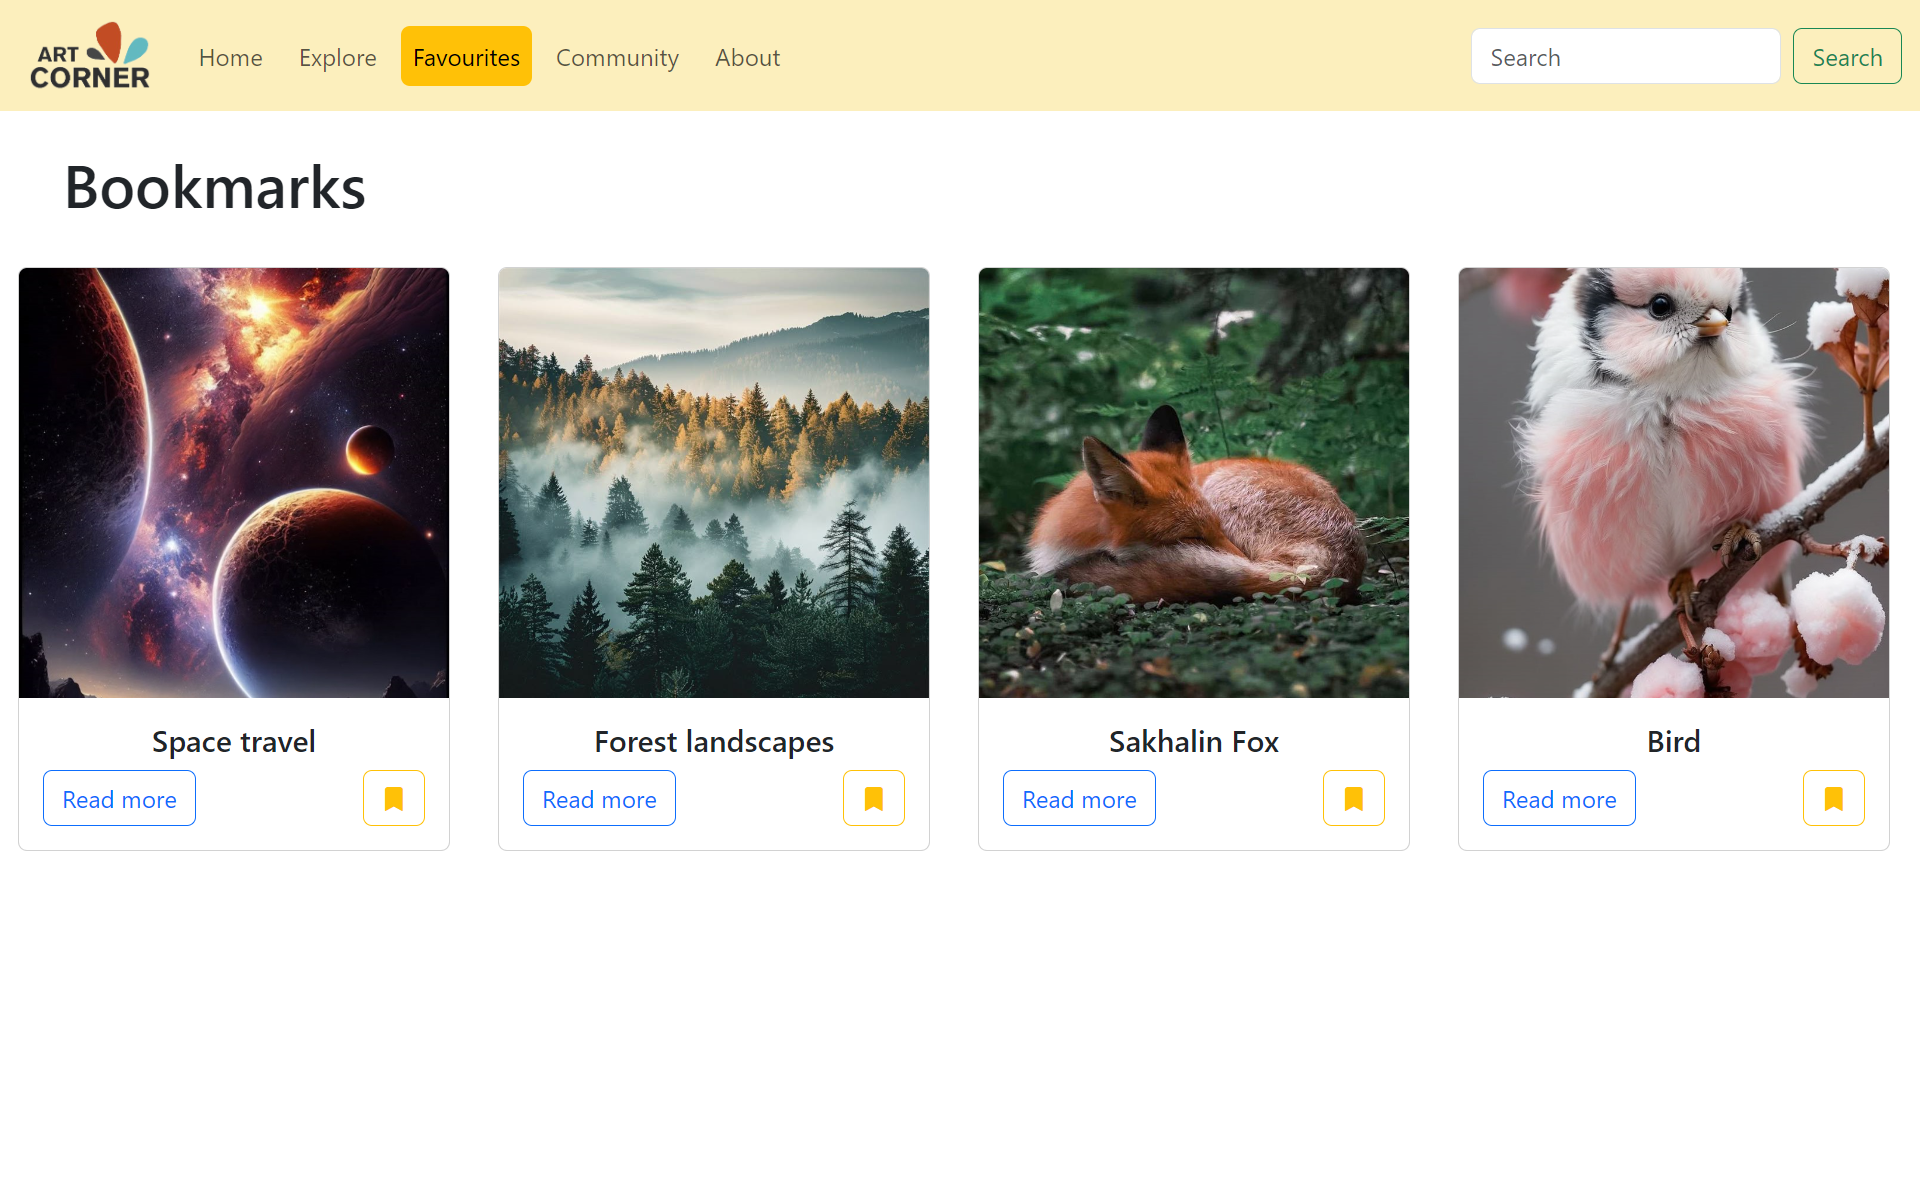 ART
CORNER
Home
Explore
Favourites
Community
About
Search
Search
Bookmarks
Space travel
Read more
Forest landscapes
Read more
Sakhalin Fox
Read more
Bird
Read more